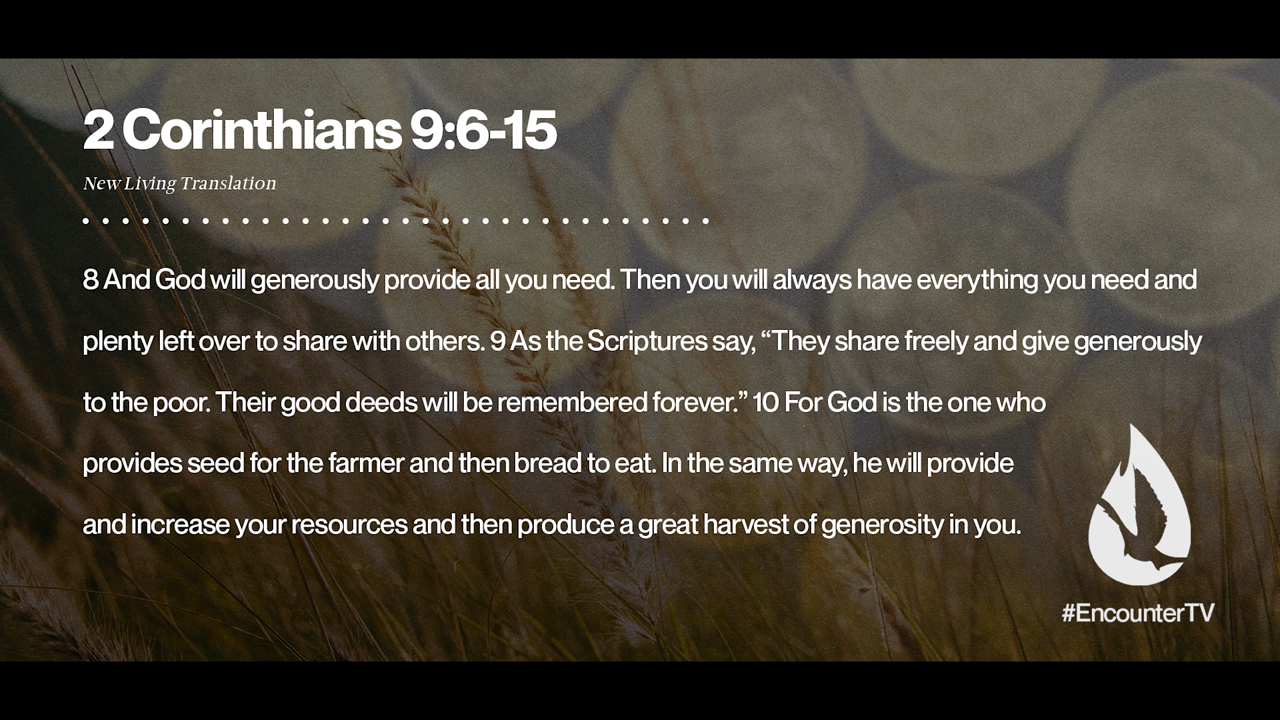 2 Corinthians 9:6-15
New Living Translation
8 And God will generously provide all you need. Then you will always have everything you need and
plenty left over to share with others. 9 As the Scriptures say, “They share freely and give generously
to the poor. Their good deeds will be remembered forever.” 10 For God is the one who
provides seed for the farmer and then bread to eat. In the same way, he will provide
and increase your resources and then produce a great harvest of generosity in you.
#EncounterTV